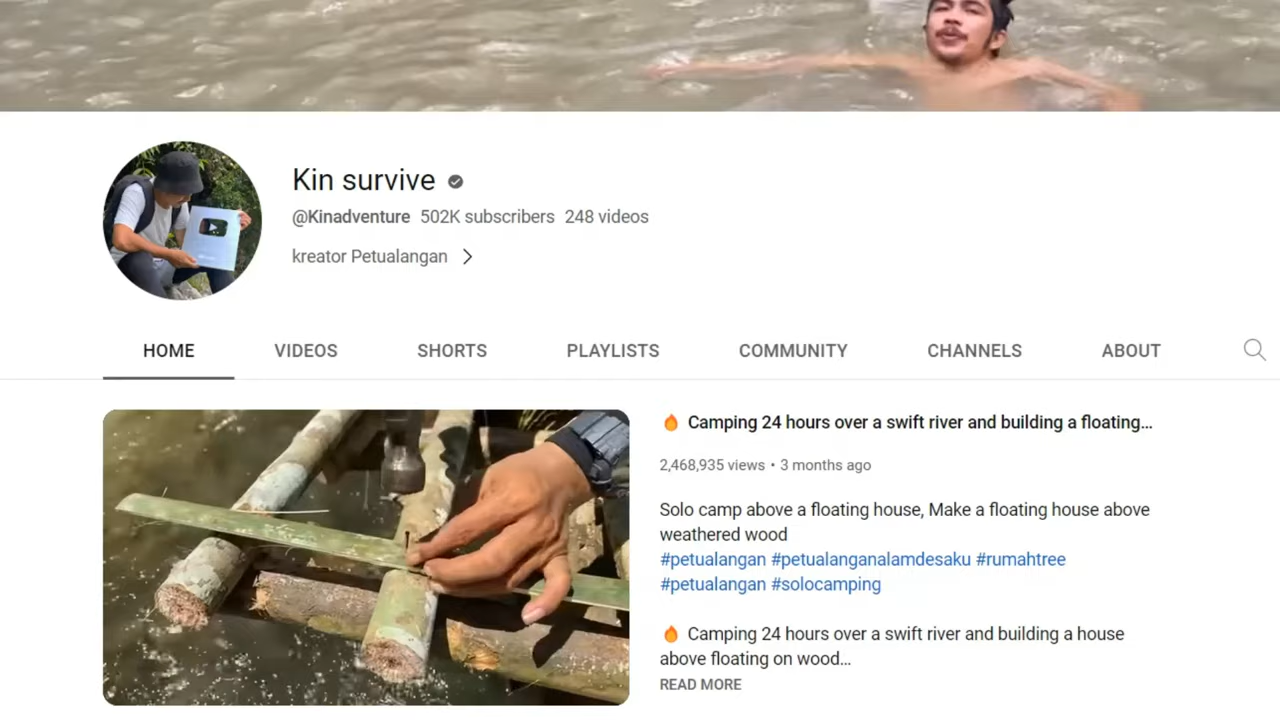 Kin survive
@Kinadventure 502K subscribers 248 videos
kreator Petualangan
HOME VIDEOS SHORTS PLAYLISTS COMMUNITY CHANNELS ABOUT
🔥 Camping 24 hours over a swift river and building a floating...
2,468,935 views • 3 months ago
Solo camp above a floating house, Make a floating house above
weathered wood
#petualangan #petualanganalamdesaku #rumahtree
#petualangan #solocamping
🔥 Camping 24 hours over a swift river and building a house
above floating on wood...
READ MORE